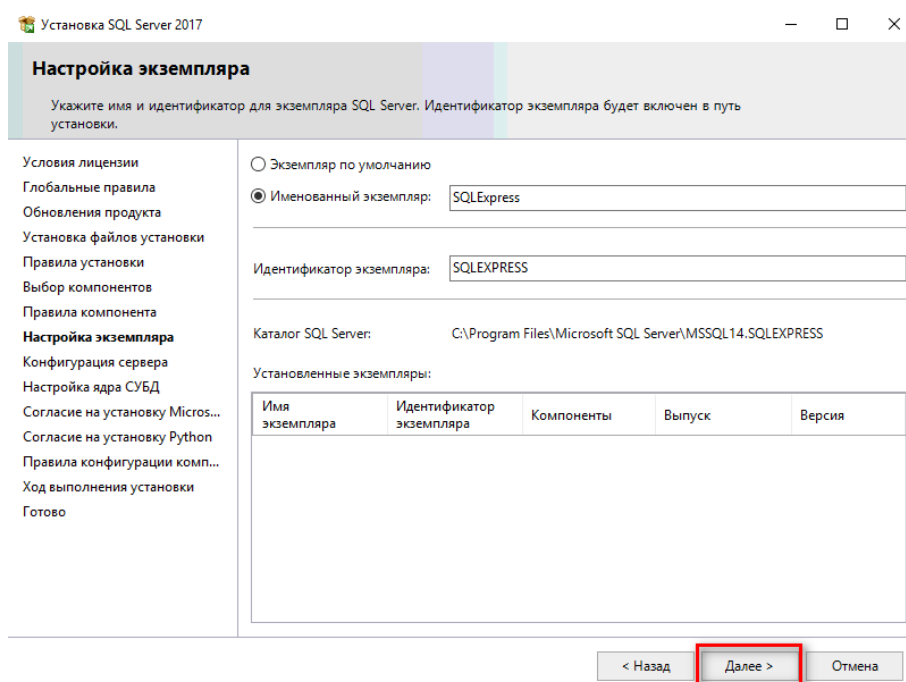 Установка SQL Server 2017
Настройка экземпляра
Укажите имя и идентификатор для экземпляра SQL Server. Идентификатор экземпляра будет включен в путь
установки.
Условия лицензии
Глобальные правила
Обновления продукта
Установка файлов установки
Правила установки
Выбор компонентов
Правила компонента
Настройка экземпляра
Конфигурация сервера
Настройка ядра СУБД
Согласие на установку Micros...
Согласие на установку Python
Правила конфигурации комп...
Ход выполнения установки
Готово
Экземпляр по умолчанию
Именованный экземпляр: SQLExpress
Идентификатор экземпляра: SQLEXPRESS
Каталог SQL Server: C:\Program Files\Microsoft SQL Server\MSSQL14.SQLEXPRESS
Установленные экземпляры:
Имя
экземпляра
Идентификатор
экземпляра
Компоненты
Выпуск
Версия
< Назад
Далее >
Отмена